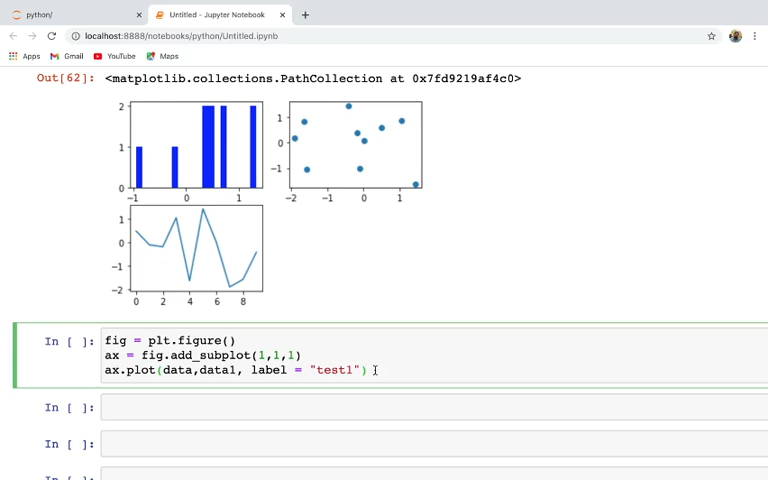 python/
Untitled - Jupyter Notebook
localhost:8888/notebooks/python/Untitled.ipynb
Apps Gmail YouTube Maps
Out[62]: <matplotlib.collections.PathCollection at 0x7fd9219af4c0>
2
1
0
−1 0 1
1
0
−1
−2 −1 0 1
1
0
−1
−2
0 2 4 6 8
In [ ]: fig = plt.figure()
ax = fig.add_subplot(1,1,1)
ax.plot(data,data1, label = "test1")
In [ ]:
In [ ]:
In [ ]: